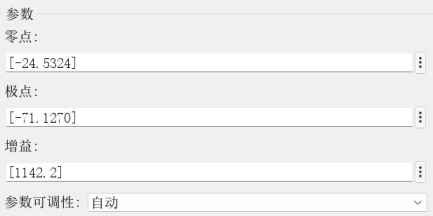 参数
零点:
[-24.5324]
极点:
[-71.1270]
增益:
[1142.2]
参数可调性: 自动